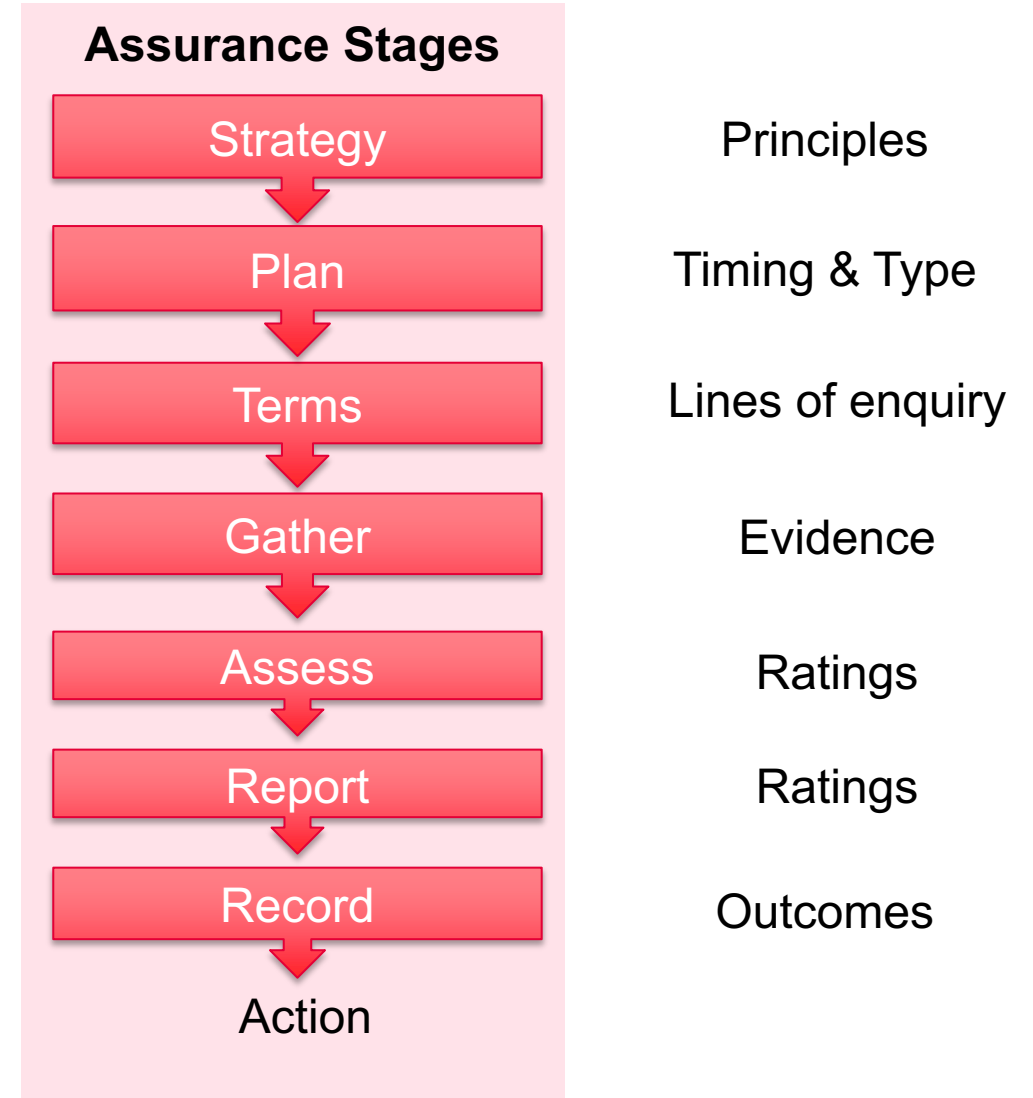 Assurance Stages
Strategy
Principles
Plan
Timing & Type
Terms
Lines of enquiry
Gather
Evidence
Assess
Ratings
Report
Ratings
Record
Outcomes
Action